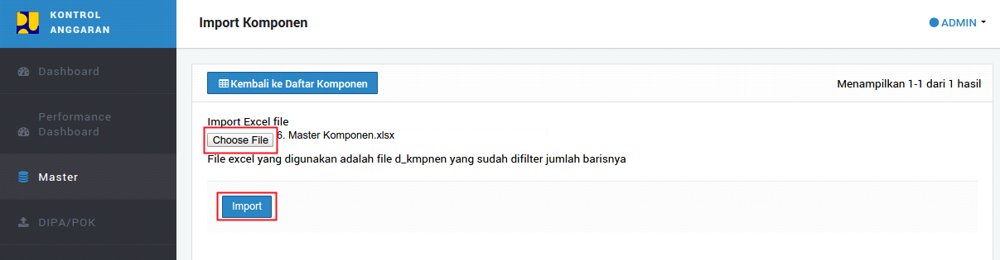 KONTROL
ANGGARAN
Import Komponen
ADMIN
Dashboard
Performance
Dashboard
Master
DIPA/POK
Kembali ke Daftar Komponen
Menampilkan 1-1 dari 1 hasil
Import Excel file
Choose File 6. Master Komponen.xlsx
File excel yang digunakan adalah file d_kmpnen yang sudah difilter jumlah barisnya
Import